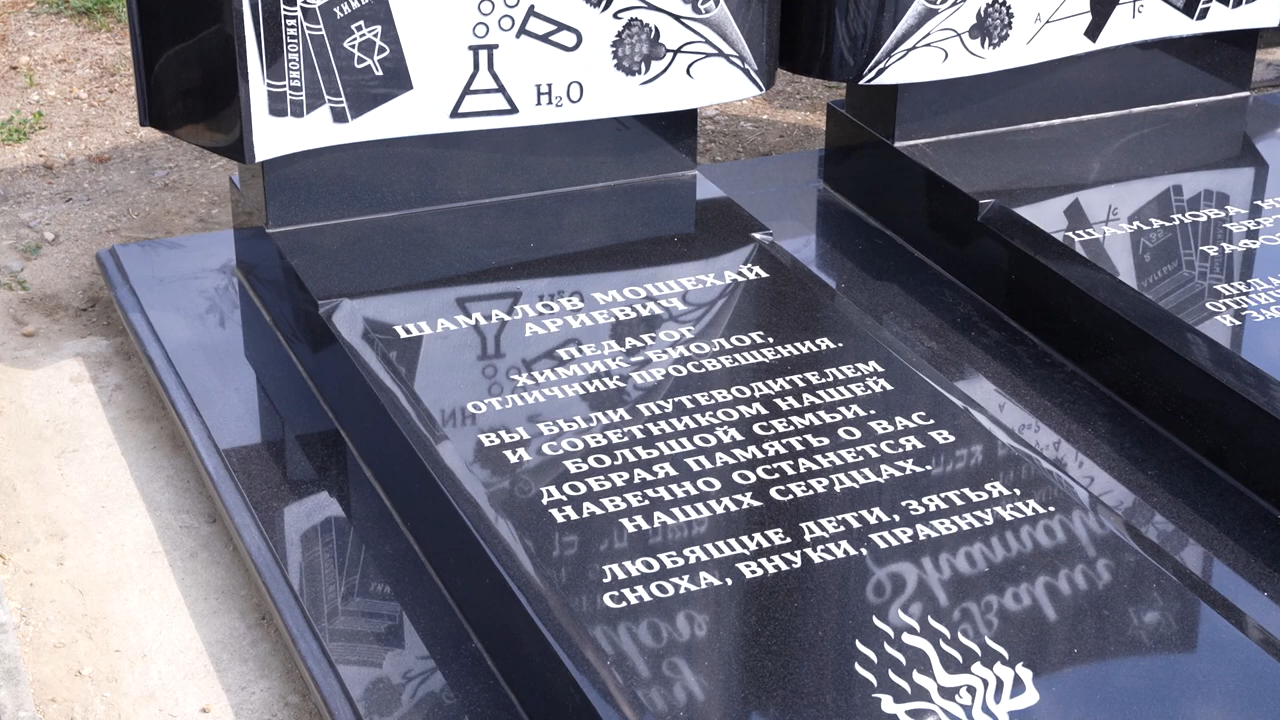 БИОЛОГИЯ
H₂O
A
C
ШАМАЛОВ МОШЕХАЙ
АРИЕВИЧ
ПЕДАГОГ
ХИМИК-БИОЛОГ,
ОТЛИЧНИК ПРОСВЕЩЕНИЯ.
ВЫ БЫЛИ ПУТЕВОДИТЕЛЕМ
И СОВЕТНИКОМ НАШЕЙ
БОЛЬШОЙ СЕМЬИ.
ДОБРАЯ ПАМЯТЬ О ВАС
НАВЕЧНО ОСТАНЕТСЯ В
НАШИХ СЕРДЦАХ.
ЛЮБЯЩИЕ ДЕТИ, ЗЯТЬЯ,
СНОХА, ВНУКИ, ПРАВНУКИ.
ШАМАЛОВА